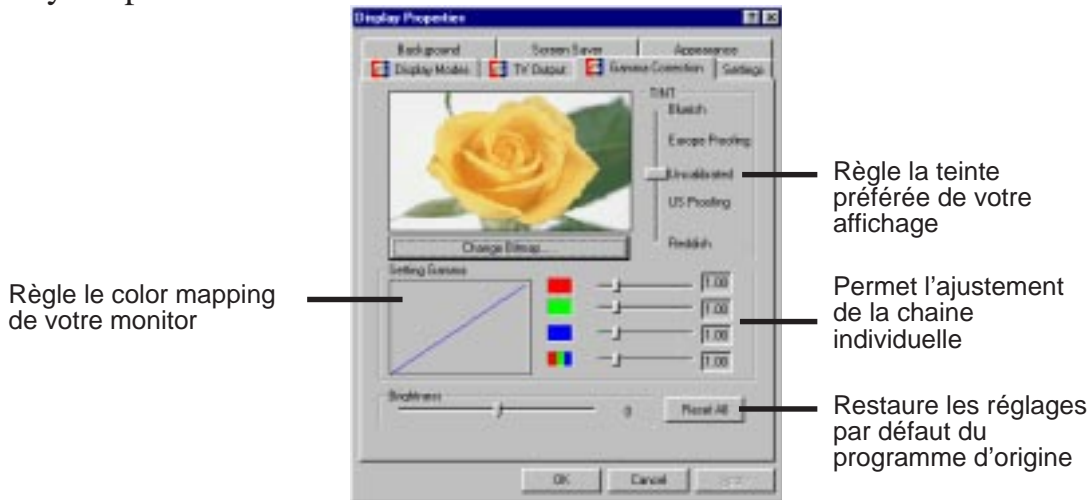 Display Properties
Background Screen Saver Appearance
Display Modes TV Output Gamma Correction Settings
TINT
Bluish
Europe Proofing
Uncalibrated
US Proofing
Reddish
Change Bitmap...
Règle la teinte
préférée de votre
affichage
Setting Gamma
1.00
1.00
1.00
1.00
Règle le color mapping
de votre monitor
Permet l'ajustement
de la chaine
individuelle
Brightness
0
Reset All
Restaure les réglages
par défaut du
programme d'origine
OK Cancel